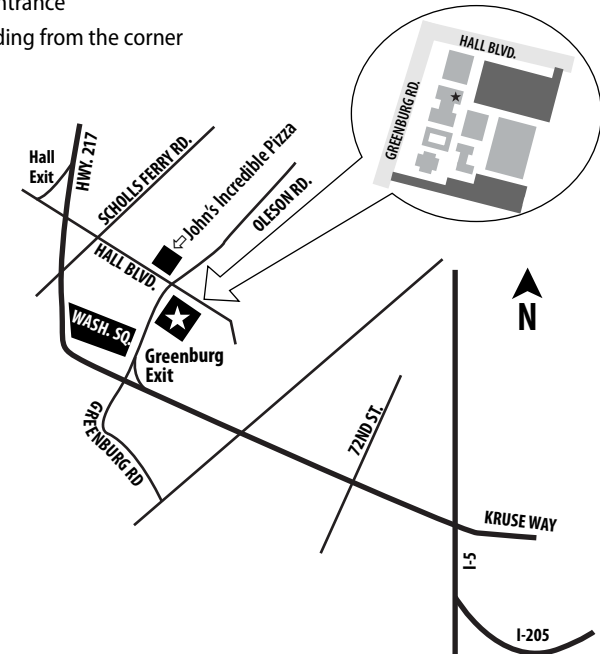 ntrance
ding from the corner
HALL BLVD.
GREENBURG RD.
Hall
Exit
HWY. 217
SCHOLLS FERRY RD.
John's Incredible Pizza
OLESON RD.
HALL BLVD.
WASH. SQ.
Greenburg
Exit
N
GREENBURG RD
72ND ST.
KRUSE WAY
I-5
I-205